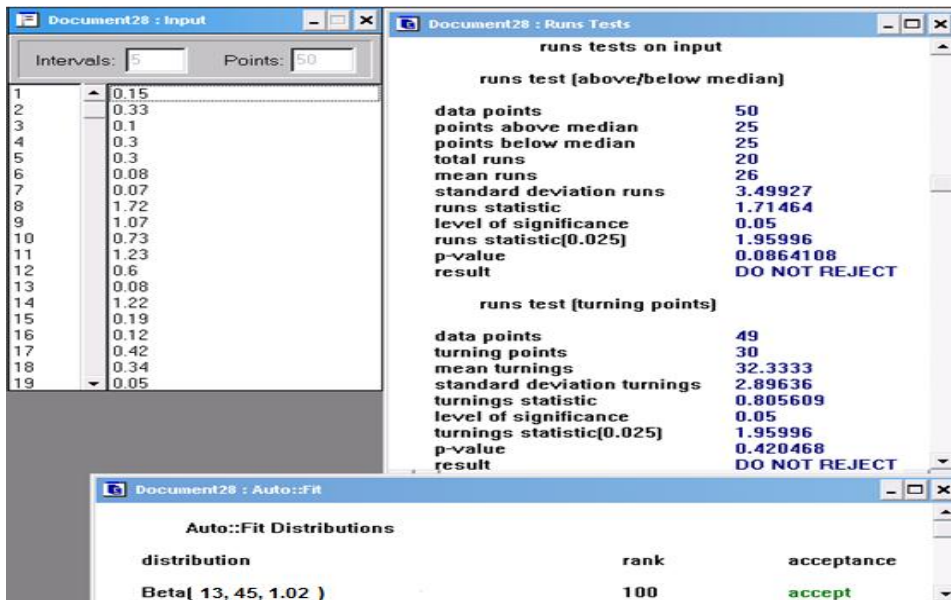 Document28 : Input
Intervals: 5 Points: 50
1 0.15
2 0.33
3 0.1
4 0.3
5 0.3
6 0.08
7 0.07
8 1.72
9 1.07
10 0.73
11 1.23
12 0.6
13 0.08
14 1.22
15 0.19
16 0.12
17 0.42
18 0.34
19 0.05
Document28 : Runs Tests
runs tests on input
runs test (above/below median)
data points 50
points above median 25
points below median 25
total runs 20
mean runs 26
standard deviation runs 3.49927
runs statistic 1.71464
level of significance 0.05
runs statistic(0.025) 1.95996
p-value 0.0864108
result DO NOT REJECT
runs test (turning points)
data points 49
turning points 30
mean turnings 32.3333
standard deviation turnings 2.89636
turnings statistic 0.805609
level of significance 0.05
turnings statistic(0.025) 1.95996
p-value 0.420468
result DO NOT REJECT
Document28 : Auto::Fit
Auto::Fit Distributions
distribution rank acceptance
Beta( 13, 45, 1.02 ) 100 accept